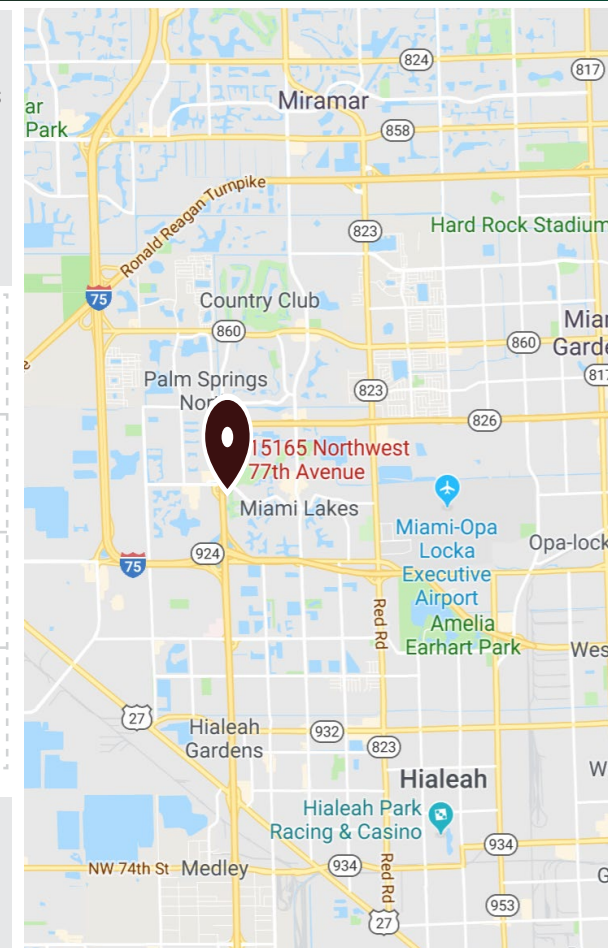 824
817
Miramar
ar
Park
858
Ronald Reagan Turnpike
823
Hard Rock Stadium
75
Country Club
860
860
Miar
Garde
Palm Springs
Nor
823
817
826
15165 Northwest
77th Avenue
Miami Lakes
Miami-Opa
Locka
Executive
Airport
Opa-lock
924
75
Red Rd
Amelia
Earhart Park
Wes
27
Hialeah
Gardens
932
823
Hialeah
W
Hialeah Park
Racing & Casino
934
NW 74th St
Medley
934
Red Rd
G
953
27